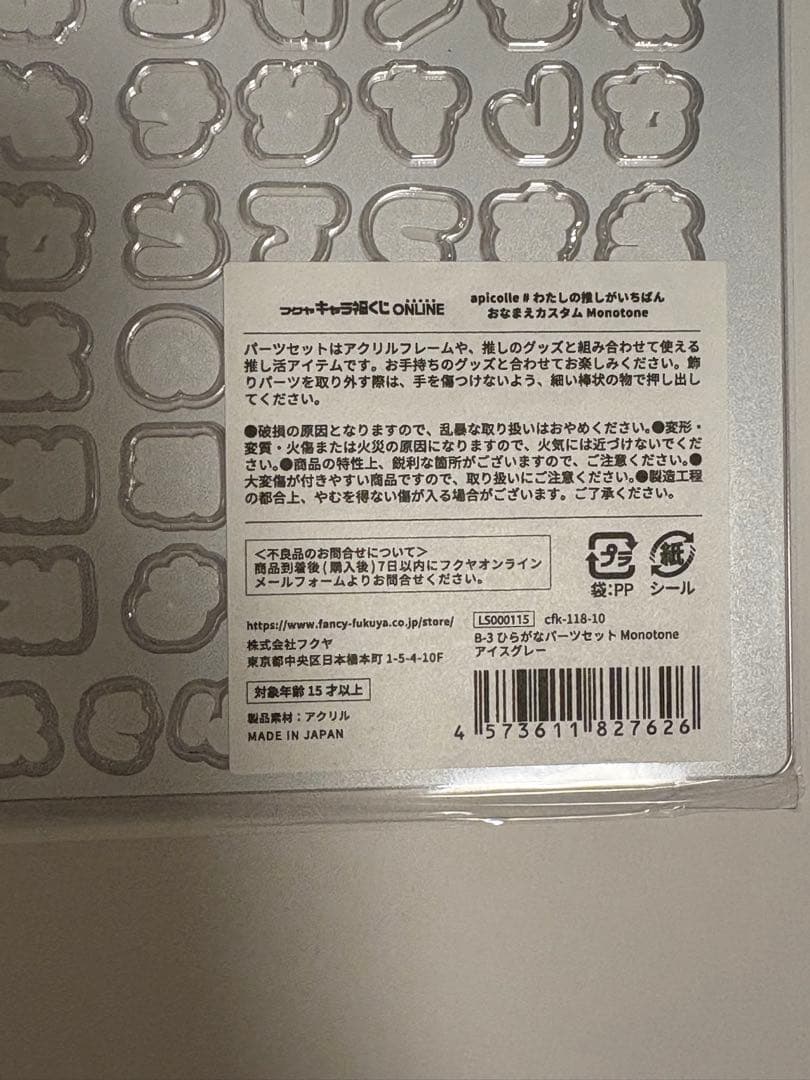 フクヤキャラ福くじ ONLINE
apicolle # わたしの推しがいちばん
おなまえカスタム Monotone
パーツセットはアクリルフレームや、推しのグッズと組み合わせて使える
推し活アイテムです。お手持ちのグッズと合わせてお楽しみください。飾
りパーツを取り外す際は、手を傷つけないよう、細い棒状の物で押し出し
てください。
●破損の原因となりますので、乱暴な取り扱いはおやめください。●変形・
変質・火傷または火災の原因になりますので、火気には近づけないでくだ
さい。●商品の特性上、鋭利な箇所がございますので、ご注意ください。●
大変傷が付きやすい商品ですので、取り扱いにご注意ください。●製造工程
の都合上、やむを得ない傷が入る場合がございます。ご了承ください。
＜不良品のお問合せについて＞
商品到着後(購入後)7日以内にフクヤオンライン
メールフォームよりお問合せください。
プラ
袋:PP
紙
シール
https://www.fancy-fukuya.co.jp/store/
株式会社フクヤ
東京都中央区日本橋本町 1-5-4-10F
対象年齢 15 才以上
製品素材：アクリル
MADE IN JAPAN
LS000115 cfk-118-10
B-3 ひらがなパーツセット Monotone
アイスグレー
4 573611 827626